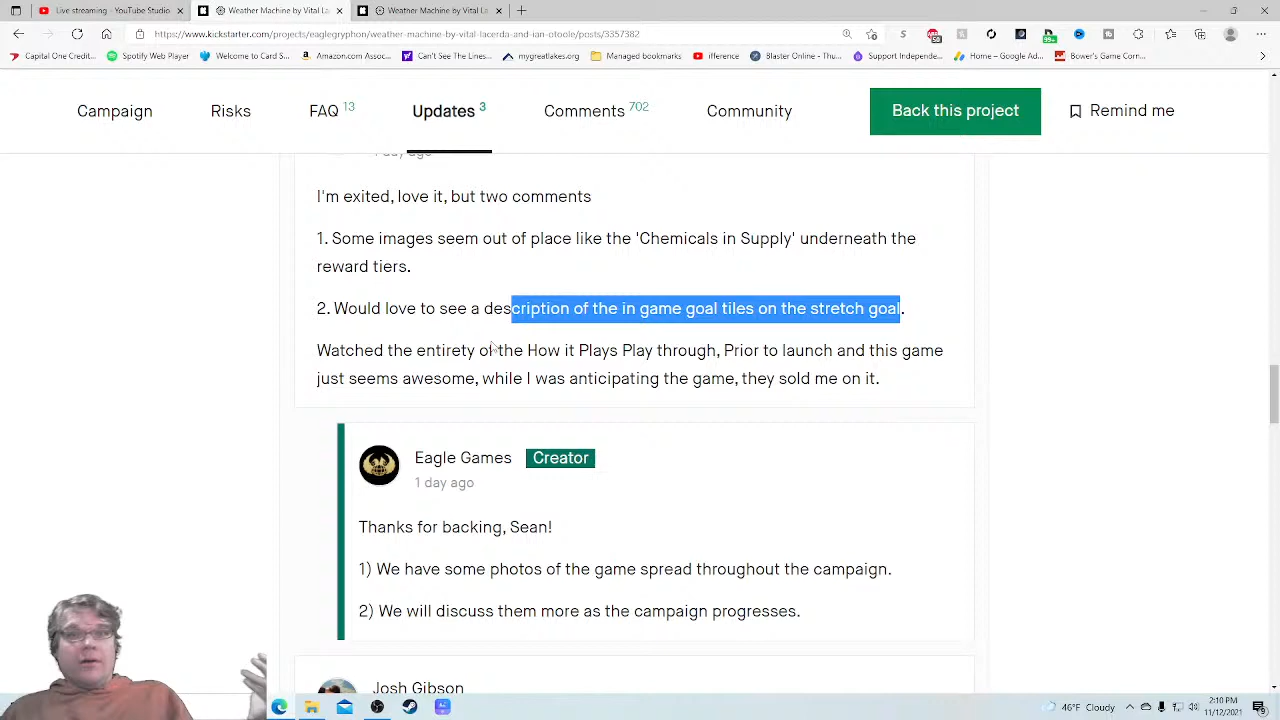 Live streaming - YouTube Studio
Weather Machine by Vital La
Weather Machine by Vital La
https://www.kickstarter.com/projects/eaglegryphon/weather-machine-by-vital-lacerda-and-ian-otoole/posts/3357382
Capital One Credit...
Spotify Web Player
Welcome Card S...
Amazon.com Assoc...
Can't See The Lines...
mygreatlakes.org
Managed bookmarks
ifference
Blaster Online - Thu...
Savings Independe...
Home - Google Ad...
Bower's Game Corn...
Campaign
Risks
FAQ 13
Updates 3
Comments 702
Community
Back this project
Remind me
1 day ago
I'm exited, love it, but two comments
1. Some images seem out of place like the 'Chemicals in Supply' underneath the
reward tiers.
2. Would love to see a description of the in game goal tiles on the stretch goal.
Watched the entirety of the How it Plays Play through, Prior to launch and this game
just seems awesome, while I was anticipating the game, they sold me on it.
Eagle Games Creator
1 day ago
Thanks for backing, Sean!
1) We have some photos of the game spread throughout the campaign.
2) We will discuss them more as the campaign progresses.
Josh Gibson
46°F Cloudy
2:10 PM
11/12/2021